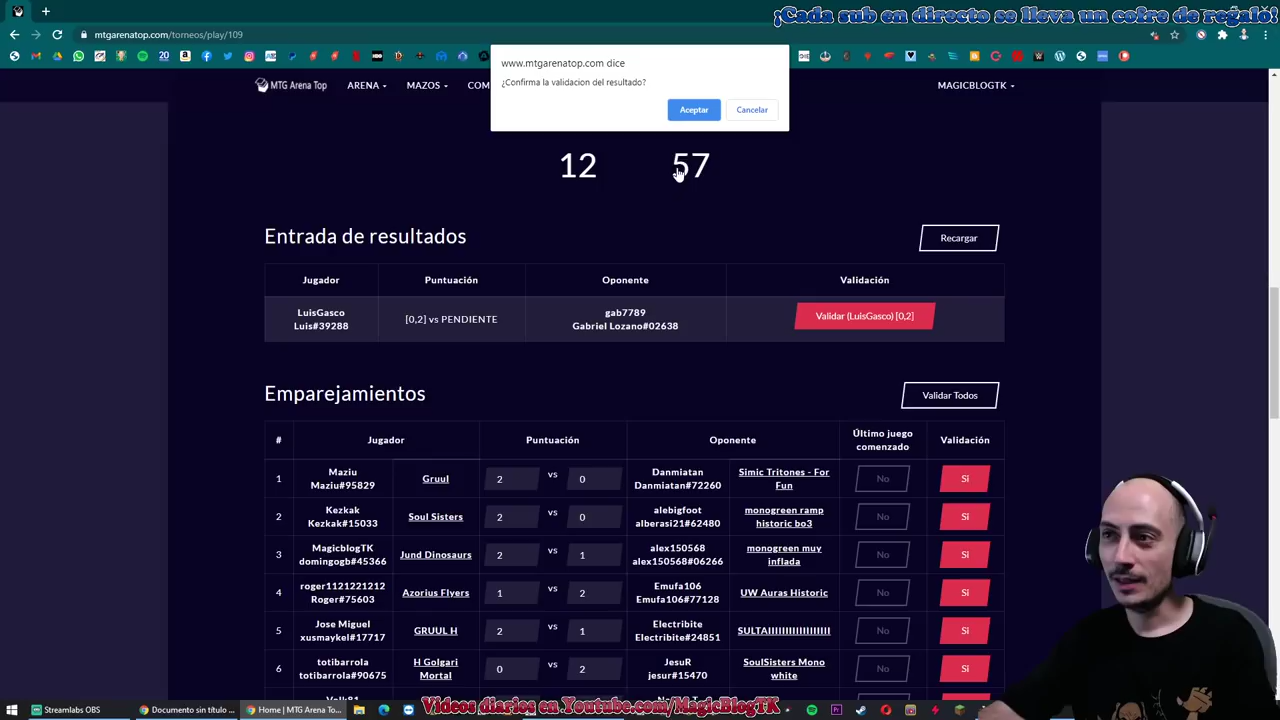 ¡Cada sub en directo se lleva un cofre de regalo!
mtgarenatop.com/torneos/play/109
www.mtgarenatop.com dice
¿Confirma la validacion del resultado?
Aceptar
Cancelar
MTG Arena Top
ARENA
MAZOS
COM
MAGICBLOGTK
12 57
Entrada de resultados
Recargar
Jugador Puntuación Oponente Validación
LuisGasco
Luis#39288
[0,2] vs PENDIENTE
gab7789
Gabriel Lozano#02638
Validar (LuisGasco) [0,2]
Emparejamientos
Validar Todos
# Jugador Puntuación Oponente Último juego comenzado Validación
1 Maziu Maziu#95829 Gruul 2 vs 0 Danmiatan Danmiatan#72260 Simic Tritones - For Fun No Si
2 Kezkak Kezkak#15033 Soul Sisters 2 vs 0 alebigfoot alberasi21#62480 monogreen ramp historic bo3 No Si
3 MagicblogTK domingogb#45366 Jund Dinosaurs 2 vs 1 alex150568 alex150568#06266 monogreen muy inflada No Si
4 roger1121221212 Roger#75603 Azorius Flyers 1 vs 2 Emufa106 Emufa106#77128 UW Auras Historic No Si
5 Jose Miguel xusmaykel#17717 GRUUL H 2 vs 1 Electribite Electribite#24851 SULTAIIIIIIIIIIIIIIIIII No Si
6 totibarrola totibarrola#90675 H Golgari Mortal 0 vs 2 JesuR jesur#15470 SoulSisters Mono white No Si
Streamlabs OBS
Documento sin título ...
Home | MTG Arena T...
Videos diarios en Youtube.com/MagicBlogTK